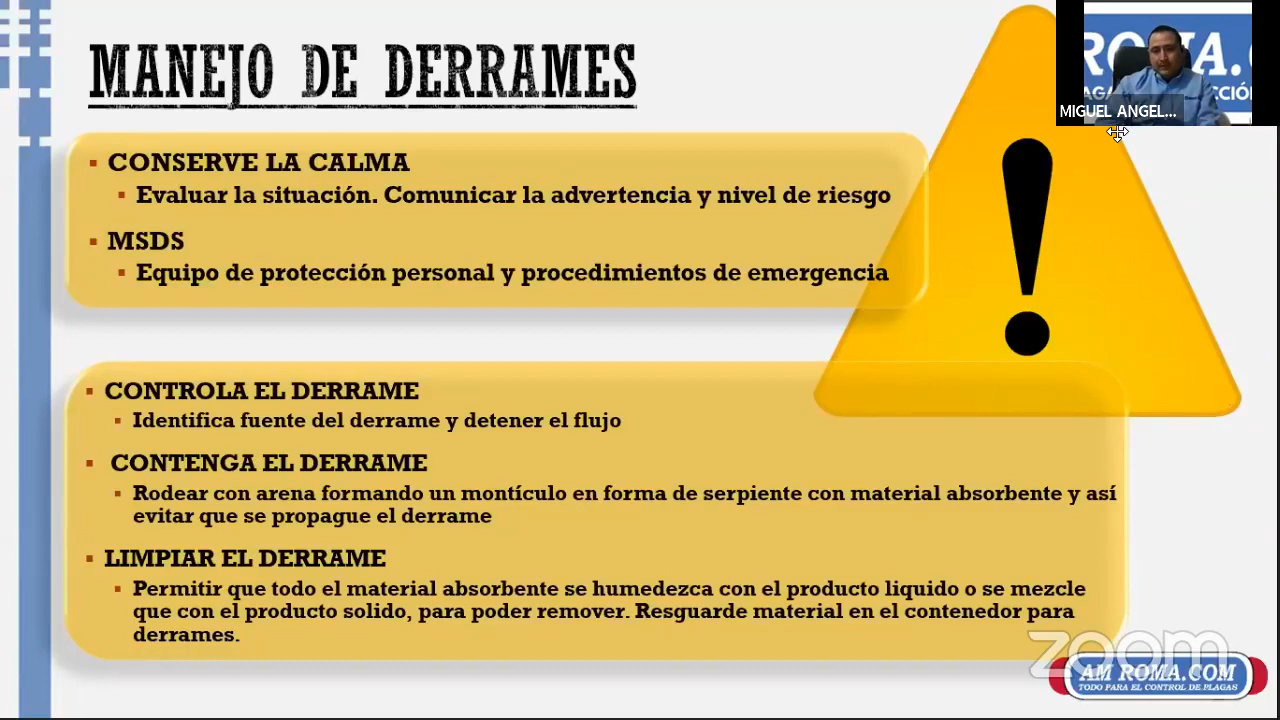 MANEJO DE DERRAMES
MIGUEL ANGEL...
CONSERVE LA CALMA
Evaluar la situación. Comunicar la advertencia y nivel de riesgo
MSDS
Equipo de protección personal y procedimientos de emergencia
CONTROLA EL DERRAME
Identifica fuente del derrame y detener el flujo
CONTENGA EL DERRAME
Rodear con arena formando un montículo en forma de serpiente con material absorbente y así
evitar que se propague el derrame
LIMPIAR EL DERRAME
Permitir que todo el material absorbente se humedezca con el producto liquido o se mezcle
que con el producto solido, para poder remover. Resguarde material en el contenedor para
derrames.
zoom
AM ROMA.COM
TODO PARA EL CONTROL DE PLAGAS